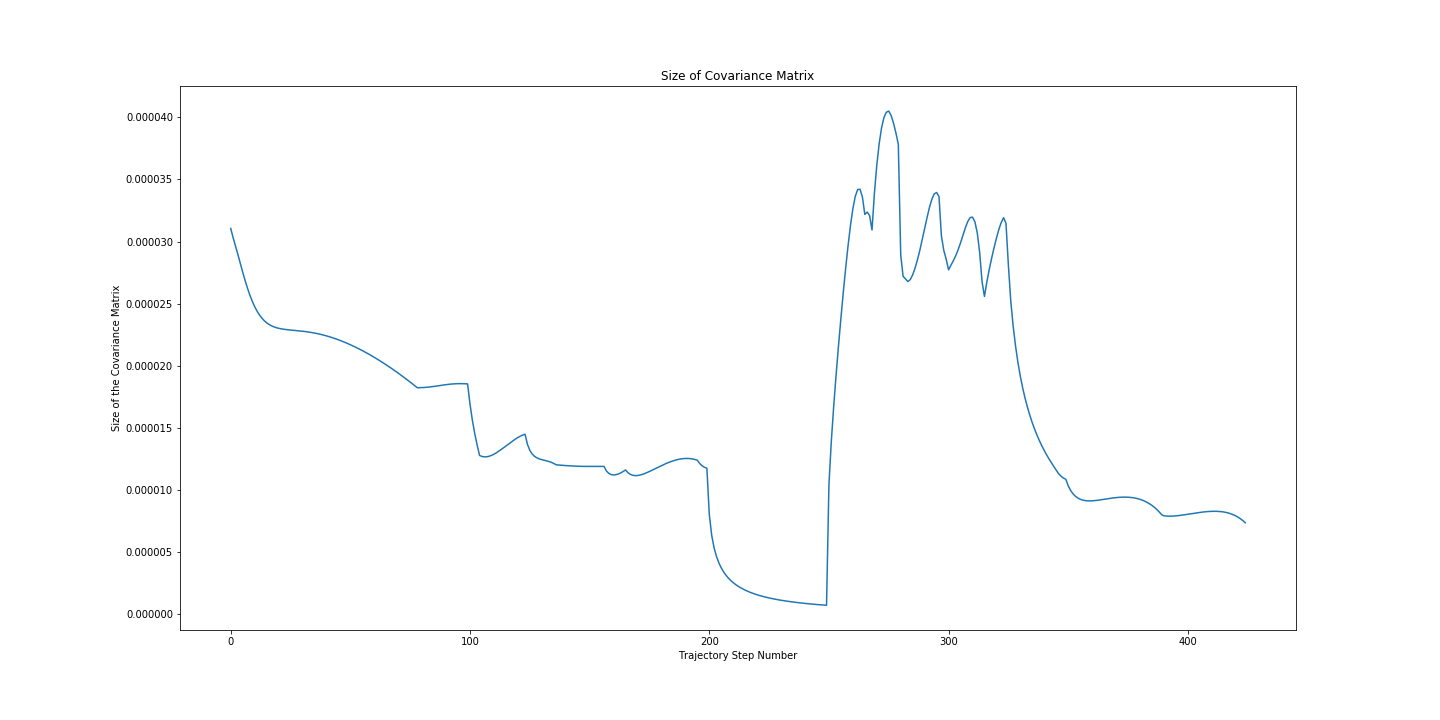 Size of Covariance Matrix
0.000040
0.000035
0.000030
0.000025
0.000020
0.000015
0.000010
0.000005
0.000000
Size of the Covariance Matrix
0 100 200 300 400
Trajectory Step Number